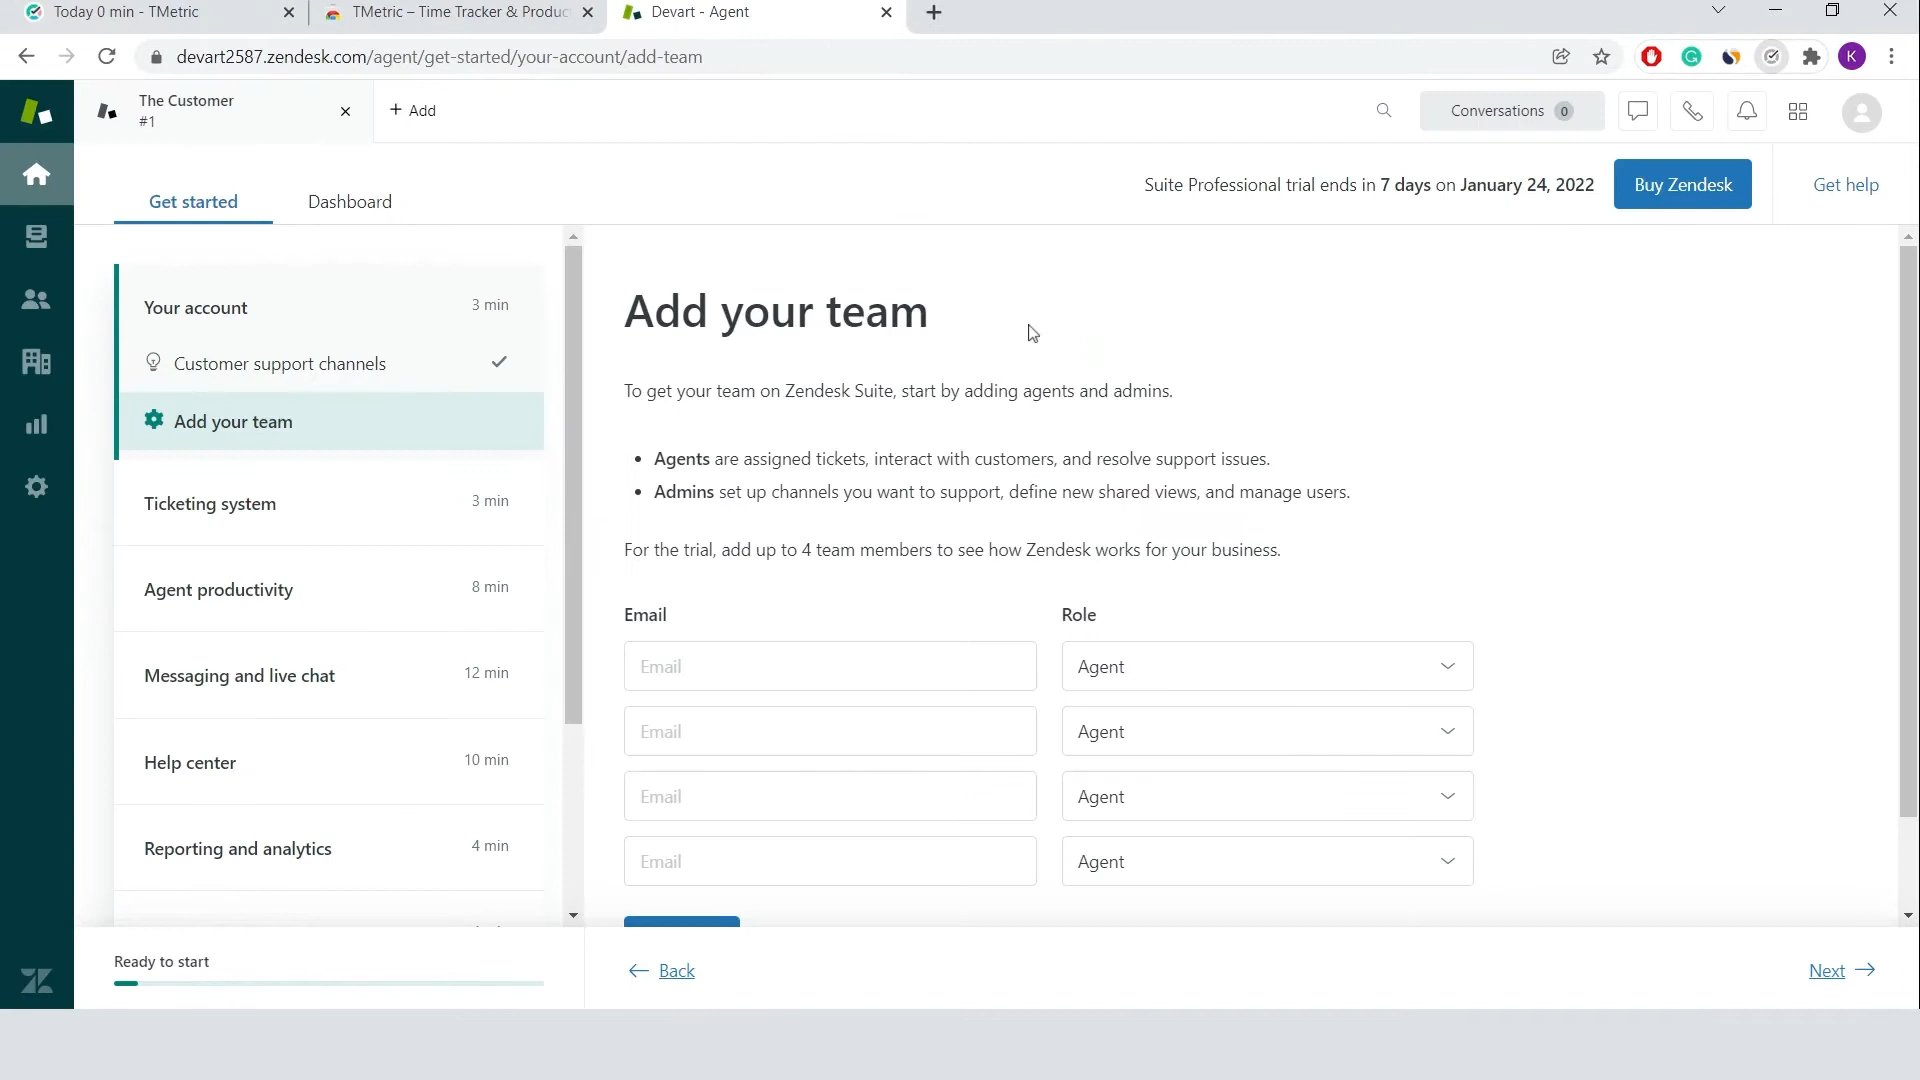 Today 0 min - TMetric
TMetric – Time Tracker & Produc
Devart - Agent
devart2587.zendesk.com/agent/get-started/your-account/add-team
K
The Customer
#1
+ Add
Conversations 0
Get started
Dashboard
Suite Professional trial ends in 7 days on January 24, 2022
Buy Zendesk
Get help
Your account
3 min
Customer support channels
Add your team
Ticketing system
3 min
Agent productivity
8 min
Messaging and live chat
12 min
Help center
10 min
Reporting and analytics
4 min
Ready to start
Add your team
To get your team on Zendesk Suite, start by adding agents and admins.
• Agents are assigned tickets, interact with customers, and resolve support issues.
• Admins set up channels you want to support, define new shared views, and manage users.
For the trial, add up to 4 team members to see how Zendesk works for your business.
Email
Role
Email
Agent
Email
Agent
Email
Agent
Email
Agent
← Back
Next →